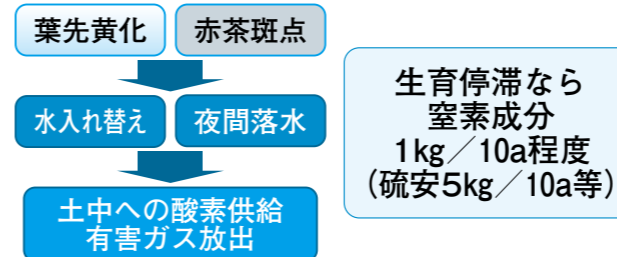 葉先黄化
赤茶斑点
水入れ替え
夜間落水
土中への酸素供給
有害ガス放出
生育停滞なら
窒素成分
1kg／10a程度
(硫安5kg／10a等)